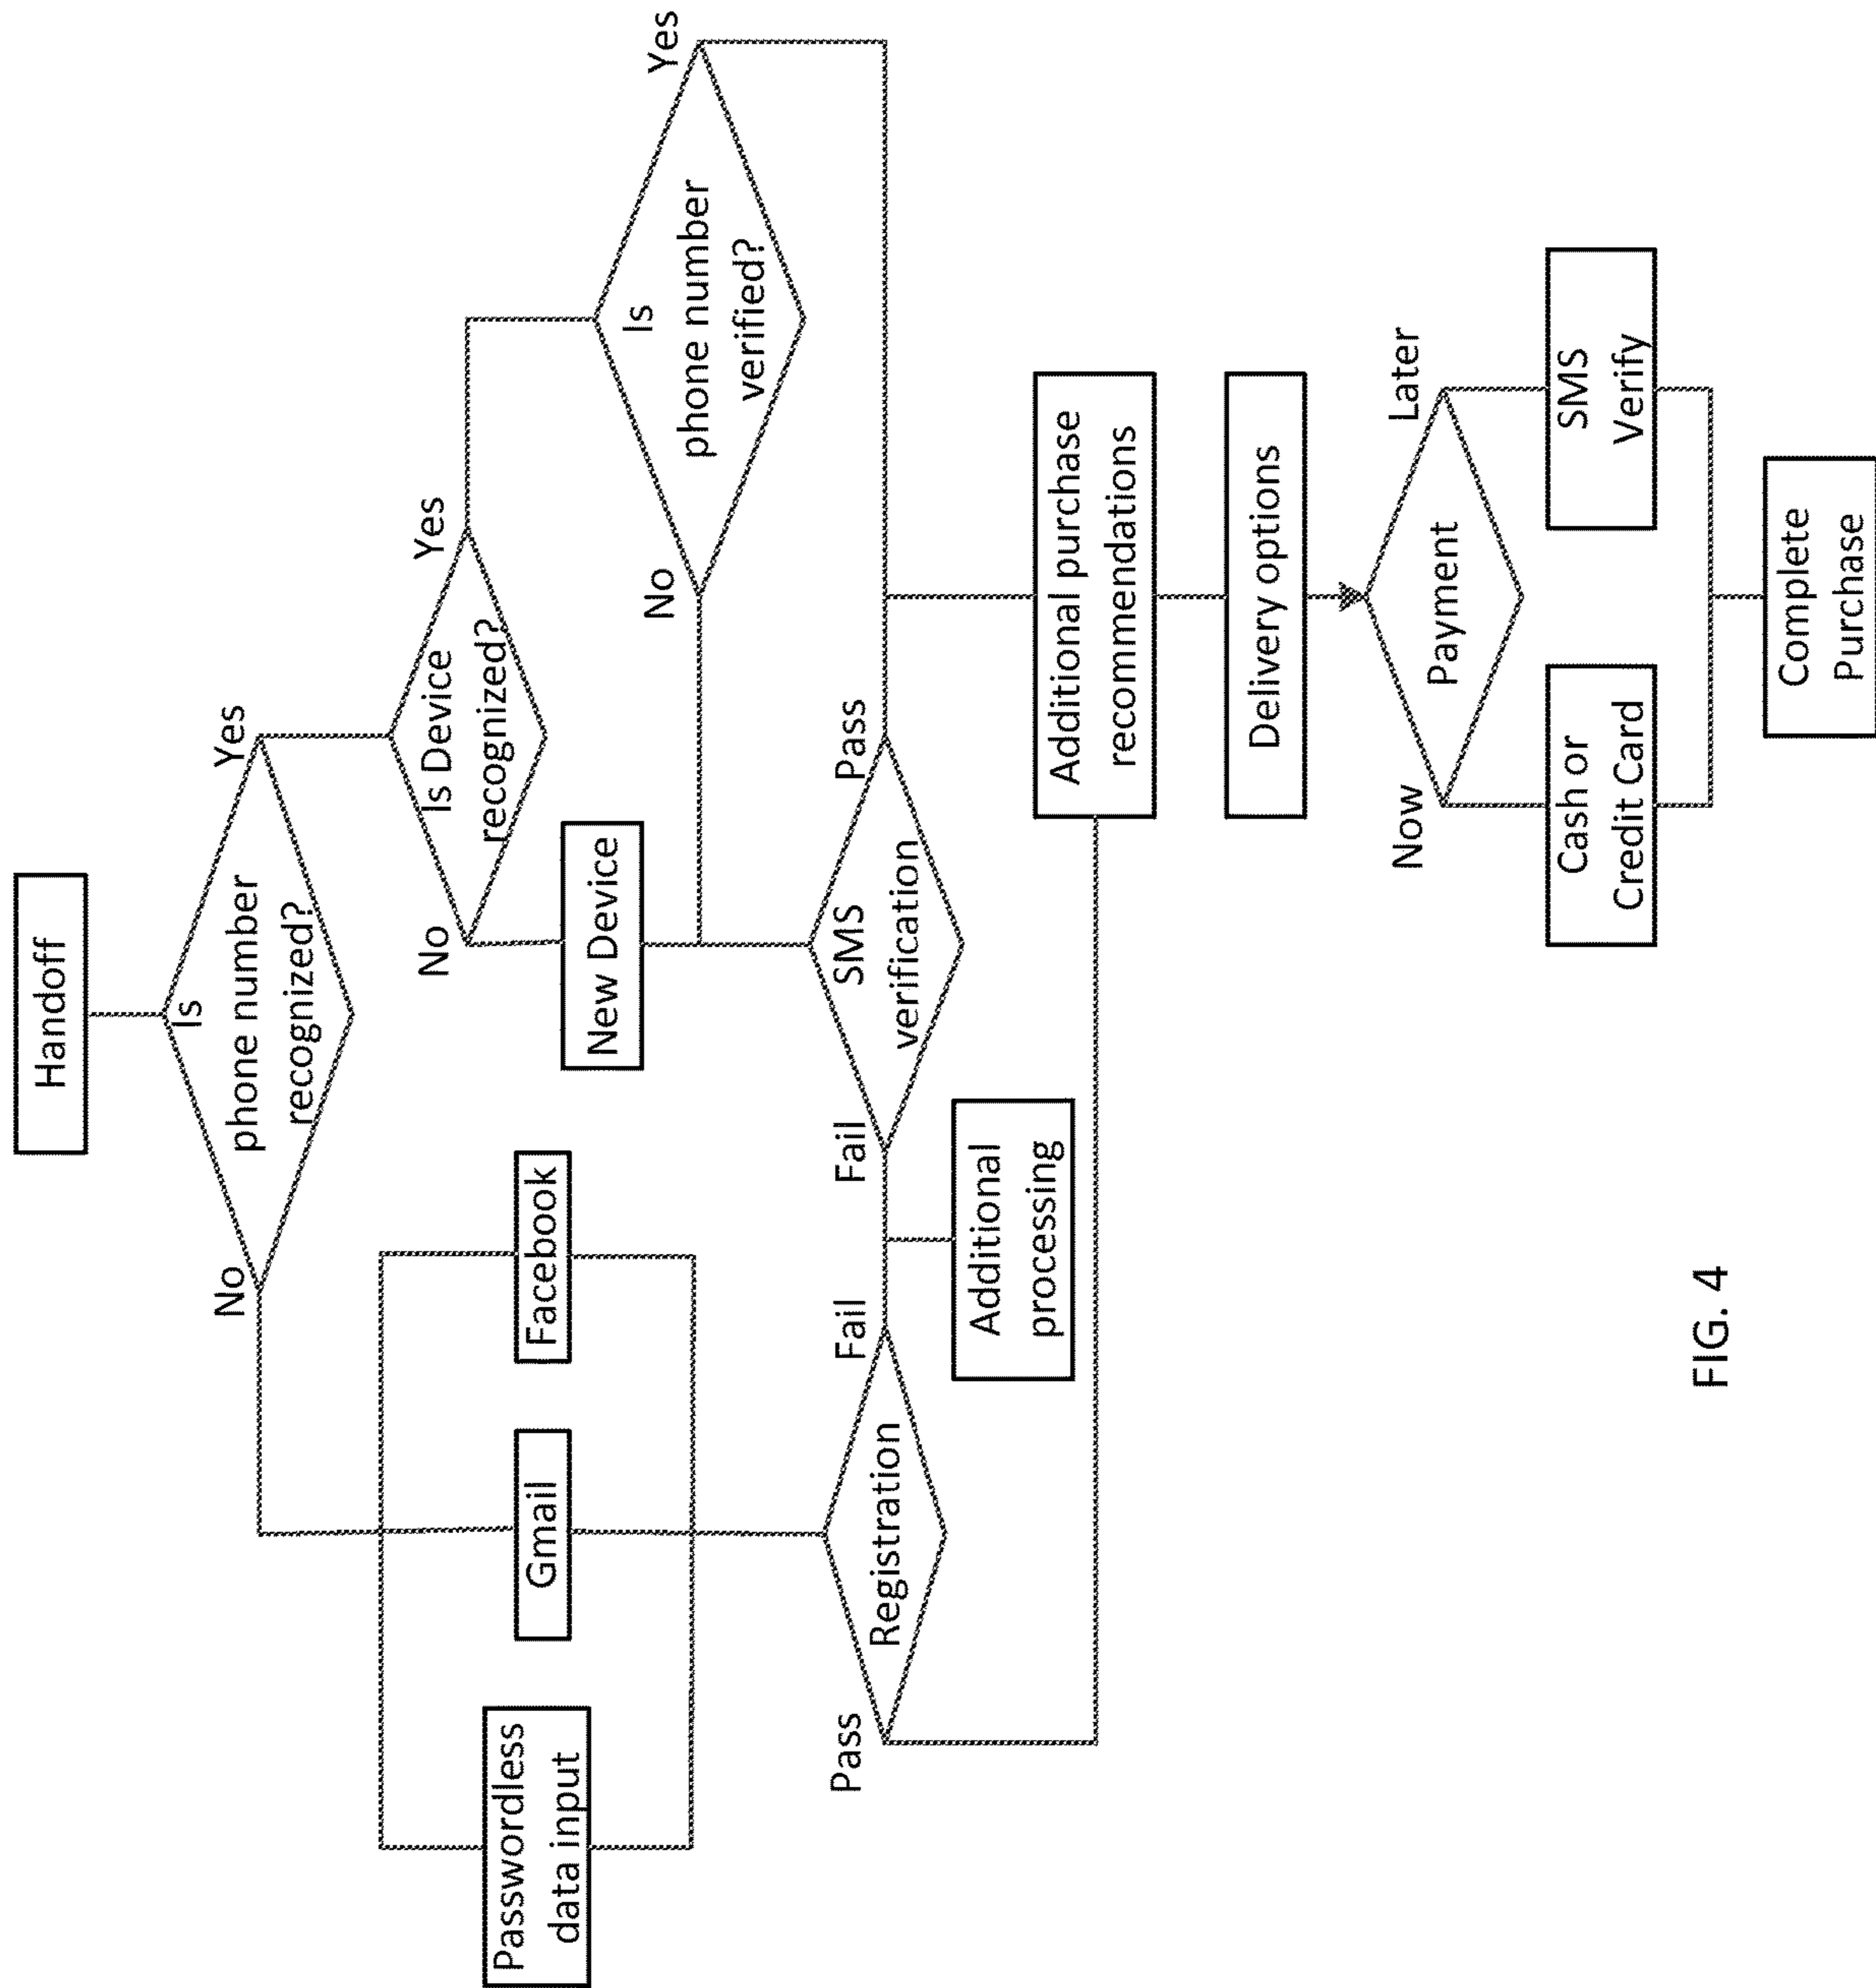 Handoff
Is
phone number
recognized?
No
Yes
Is Device
recognized?
No
Yes
Passwordless
data input
Gmail
Facebook
New Device
Is
phone number
verified?
No
Yes
Registration
Pass
Fail
SMS
verification
Fail
Pass
Additional
processing
Additional purchase
recommendations
Delivery options
Payment
Now
Later
Cash or
Credit Card
SMS
Verify
Complete
Purchase
FIG. 4